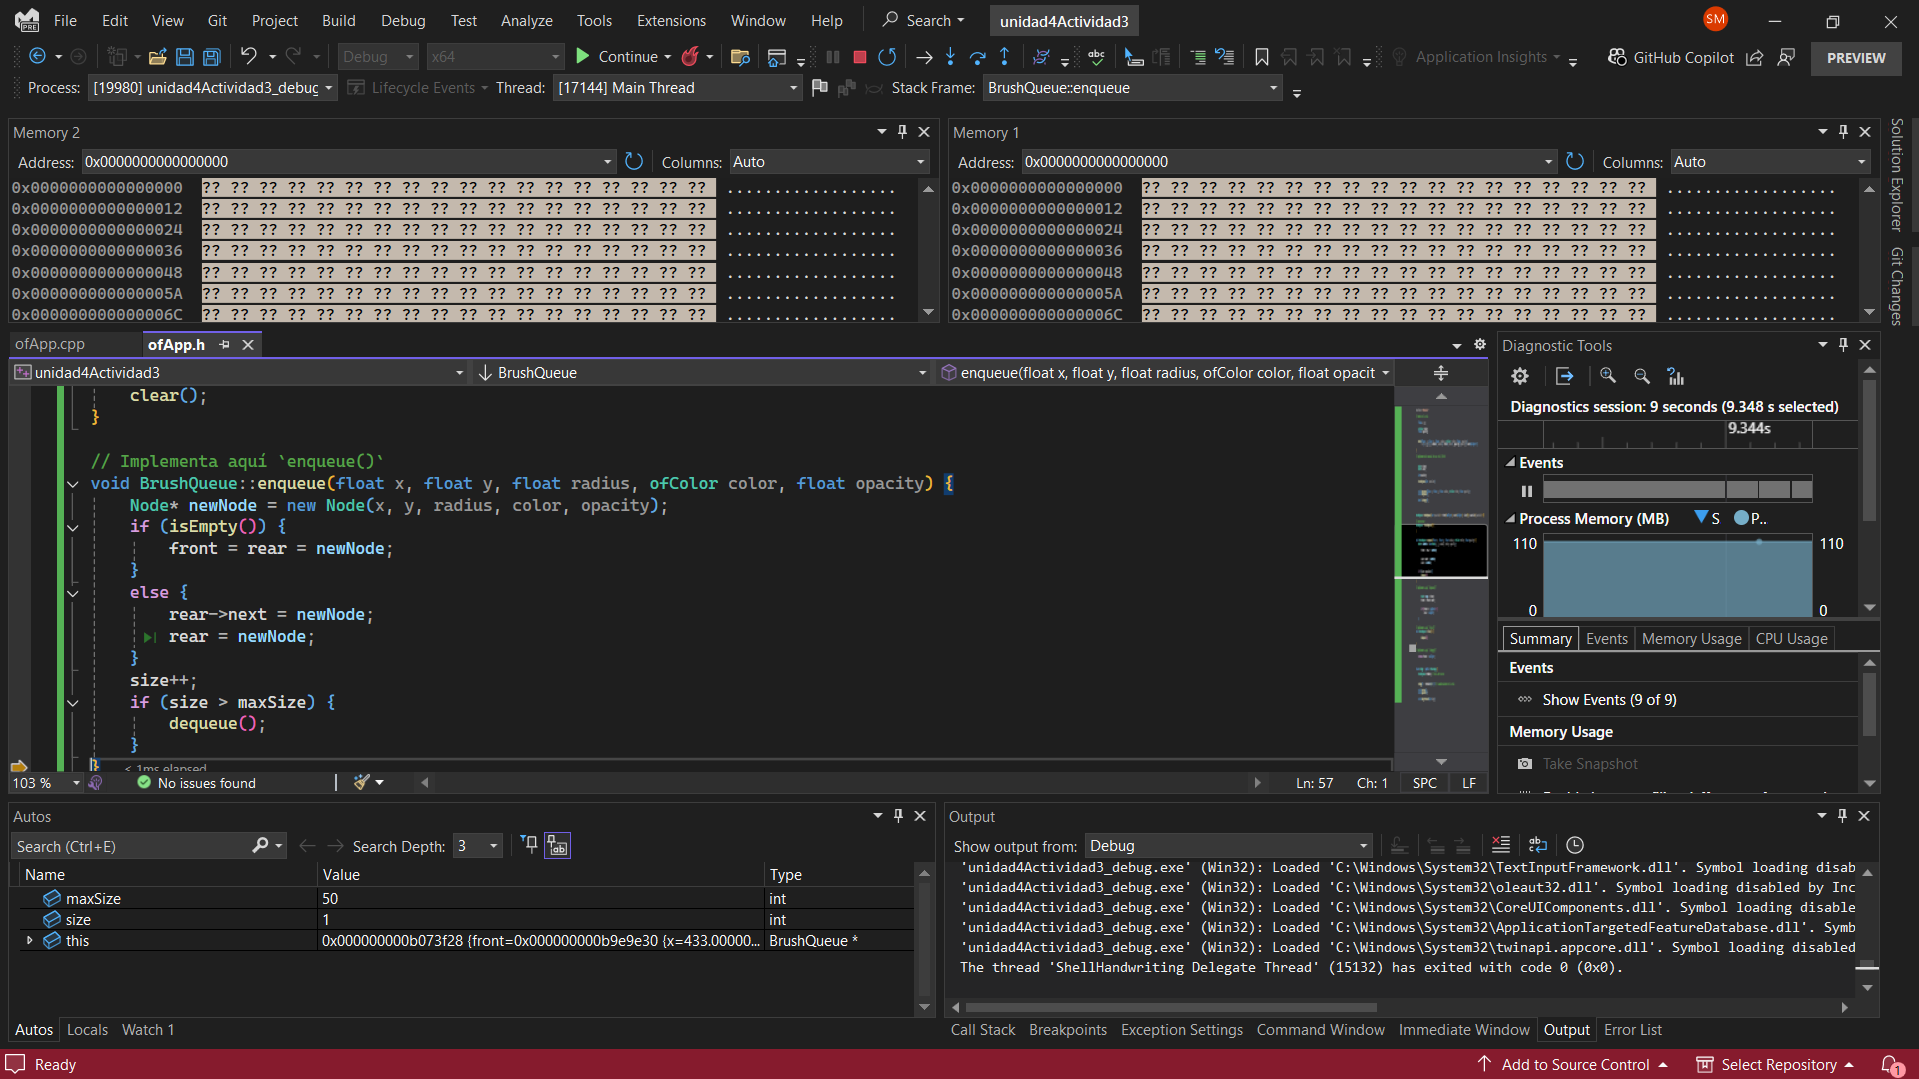 File Edit View Git Project Build Debug Test Analyze Tools Extensions Window Help Search unidad4Actividad3 SM
Debug x64 Continue Application Insights GitHub Copilot PREVIEW
Process: [19980] unidad4Actividad3_debug Lifecycle Events Thread: [17144] Main Thread Stack Frame: BrushQueue::enqueue
Memory 2
Address: 0x0000000000000000 Columns: Auto
0x0000000000000000 ?? ?? ?? ?? ?? ?? ?? ?? ?? ?? ?? ?? ?? ?? ?? ?? ?? ?? ..................
0x0000000000000012 ?? ?? ?? ?? ?? ?? ?? ?? ?? ?? ?? ?? ?? ?? ?? ?? ?? ?? ..................
0x0000000000000024 ?? ?? ?? ?? ?? ?? ?? ?? ?? ?? ?? ?? ?? ?? ?? ?? ?? ?? ..................
0x0000000000000036 ?? ?? ?? ?? ?? ?? ?? ?? ?? ?? ?? ?? ?? ?? ?? ?? ?? ?? ..................
0x0000000000000048 ?? ?? ?? ?? ?? ?? ?? ?? ?? ?? ?? ?? ?? ?? ?? ?? ?? ?? ..................
0x000000000000005A ?? ?? ?? ?? ?? ?? ?? ?? ?? ?? ?? ?? ?? ?? ?? ?? ?? ?? ..................
0x000000000000006C ?? ?? ?? ?? ?? ?? ?? ?? ?? ?? ?? ?? ?? ?? ?? ?? ?? ?? ..................
Memory 1
Address: 0x0000000000000000 Columns: Auto
0x0000000000000000 ?? ?? ?? ?? ?? ?? ?? ?? ?? ?? ?? ?? ?? ?? ?? ?? ?? ?? ..................
0x0000000000000012 ?? ?? ?? ?? ?? ?? ?? ?? ?? ?? ?? ?? ?? ?? ?? ?? ?? ?? ..................
0x0000000000000024 ?? ?? ?? ?? ?? ?? ?? ?? ?? ?? ?? ?? ?? ?? ?? ?? ?? ?? ..................
0x0000000000000036 ?? ?? ?? ?? ?? ?? ?? ?? ?? ?? ?? ?? ?? ?? ?? ?? ?? ?? ..................
0x0000000000000048 ?? ?? ?? ?? ?? ?? ?? ?? ?? ?? ?? ?? ?? ?? ?? ?? ?? ?? ..................
0x000000000000005A ?? ?? ?? ?? ?? ?? ?? ?? ?? ?? ?? ?? ?? ?? ?? ?? ?? ?? ..................
0x000000000000006C ?? ?? ?? ?? ?? ?? ?? ?? ?? ?? ?? ?? ?? ?? ?? ?? ?? ?? ..................
Solution Explorer
Git Changes
ofApp.cpp ofApp.h
unidad4Actividad3 BrushQueue enqueue(float x, float y, float radius, ofColor color, float opacit
clear();
}
// Implementa aquí `enqueue()`
void BrushQueue::enqueue(float x, float y, float radius, ofColor color, float opacity) {
Node* newNode = new Node(x, y, radius, color, opacity);
if (isEmpty()) {
front = rear = newNode;
}
else {
rear->next = newNode;
rear = newNode;
}
size++;
if (size > maxSize) {
dequeue();
}
} < 1ms elapsed
103 % No issues found Ln: 57 Ch: 1 SPC LF
Diagnostic Tools
Diagnostics session: 9 seconds (9.348 s selected)
9.344s
Events
Process Memory (MB) S P..
110 110
0 0
Summary Events Memory Usage CPU Usage
Events
Show Events (9 of 9)
Memory Usage
Take Snapshot
Autos
Search (Ctrl+E) Search Depth: 3
Name Value Type
maxSize 50 int
size 1 int
this 0x000000000b073f28 {front=0x000000000b9e9e30 {x=433.00000... BrushQueue *
Autos Locals Watch 1
Output
Show output from: Debug
'unidad4Actividad3_debug.exe' (Win32): Loaded 'C:\Windows\System32\TextInputFramework.dll'. Symbol loading disab
'unidad4Actividad3_debug.exe' (Win32): Loaded 'C:\Windows\System32\oleaut32.dll'. Symbol loading disabled by Inc
'unidad4Actividad3_debug.exe' (Win32): Loaded 'C:\Windows\System32\CoreUIComponents.dll'. Symbol loading disable
'unidad4Actividad3_debug.exe' (Win32): Loaded 'C:\Windows\System32\ApplicationTargetedFeatureDatabase.dll'. Symb
'unidad4Actividad3_debug.exe' (Win32): Loaded 'C:\Windows\System32\twinapi.appcore.dll'. Symbol loading disabled
The thread 'ShellHandwriting Delegate Thread' (15132) has exited with code 0 (0x0).
Call Stack Breakpoints Exception Settings Command Window Immediate Window Output Error List
Ready Add to Source Control Select Repository 1